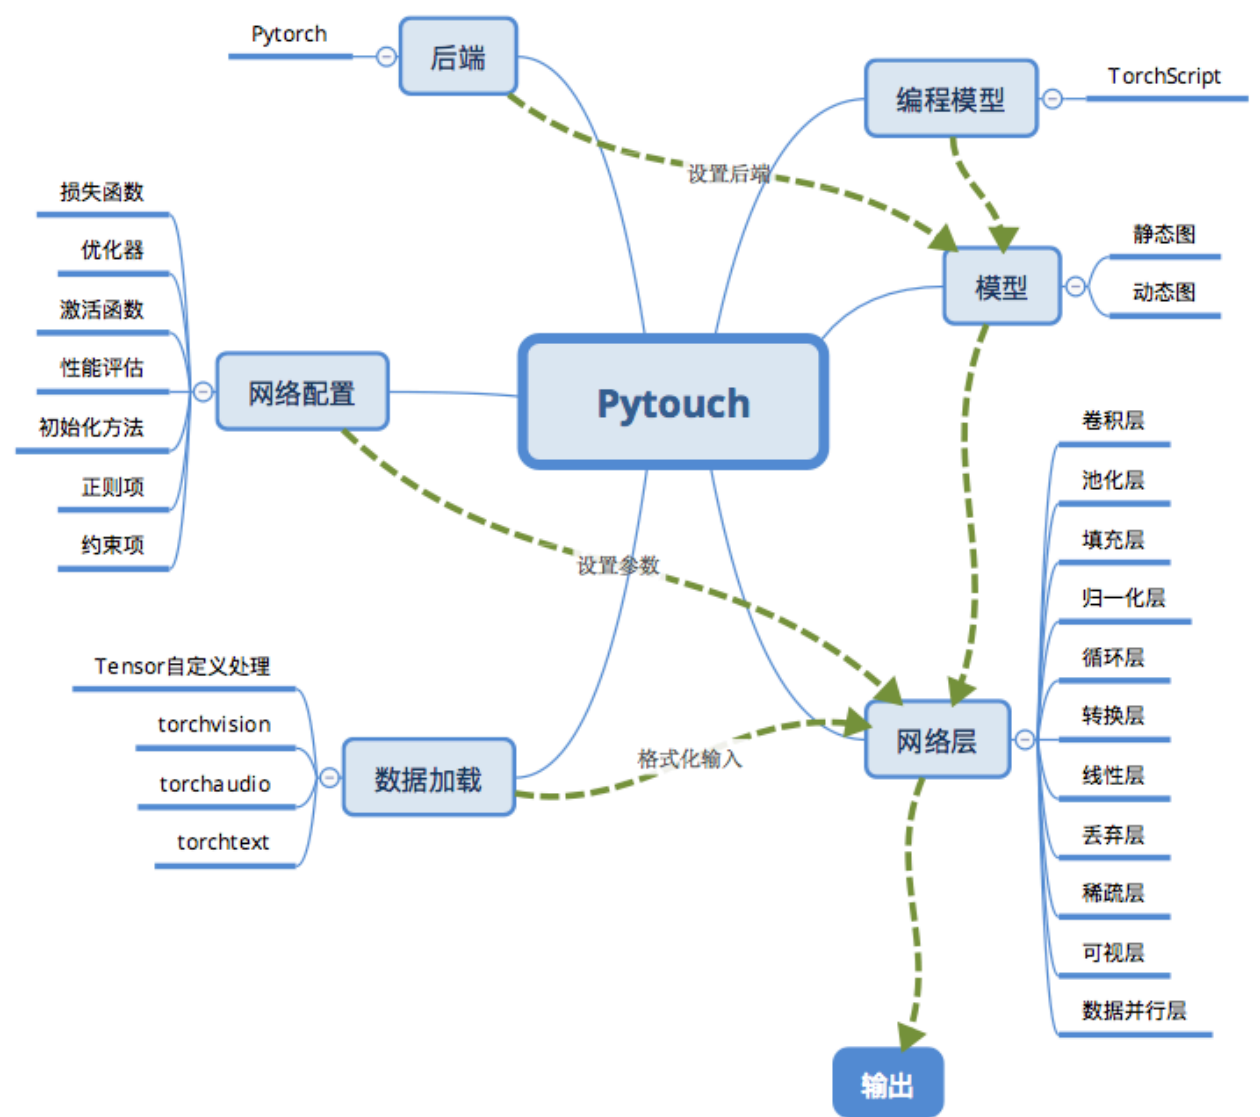 Pytorch
后端
编程模型
TorchScript
设置后端
损失函数
优化器
激活函数
性能评估
初始化方法
正则项
约束项
网络配置
Pytouch
模型
静态图
动态图
设置参数
卷积层
池化层
填充层
归一化层
循环层
转换层
线性层
丢弃层
稀疏层
可视层
数据并行层
网络层
Tensor自定义处理
torchvision
torchaudio
torchtext
数据加载
格式化输入
输出